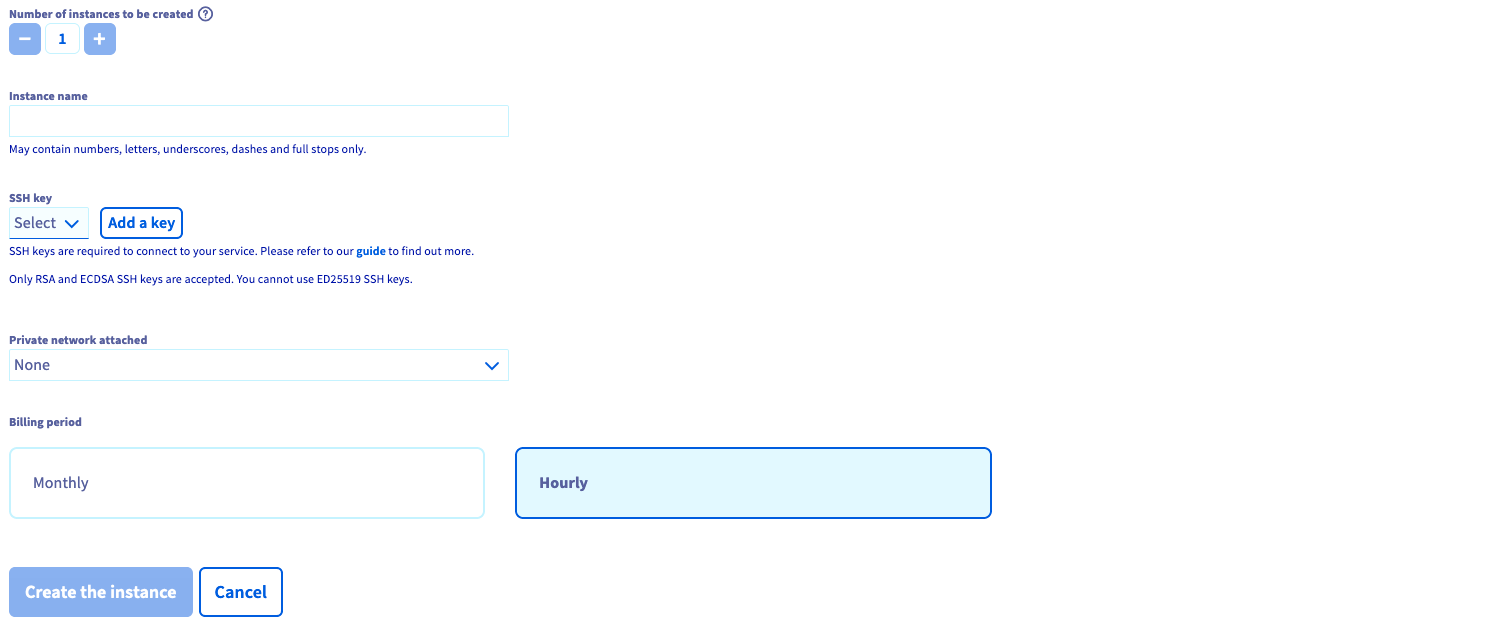 Number of instances to be created ?
− 1 +
Instance name
May contain numbers, letters, underscores, dashes and full stops only.
SSH key
Select Add a key
SSH keys are required to connect to your service. Please refer to our guide to find out more.
Only RSA and ECDSA SSH keys are accepted. You cannot use ED25519 SSH keys.
Private network attached
None
Billing period
Monthly Hourly
Create the instance Cancel